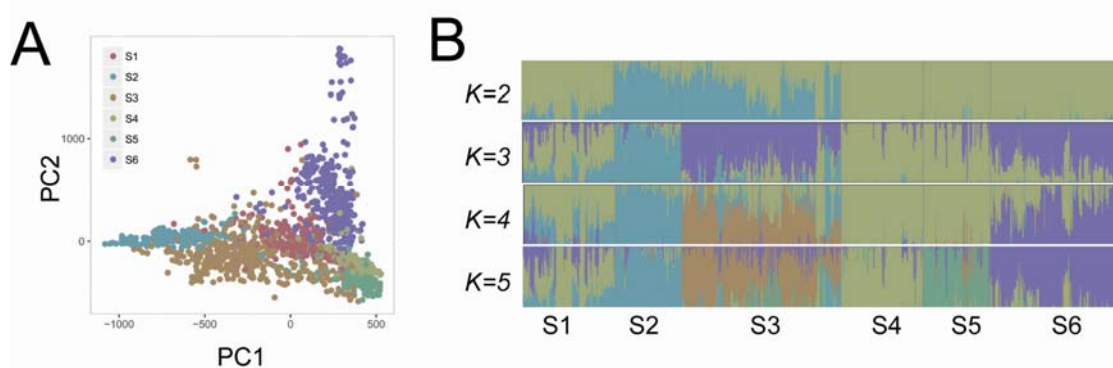 A
S1
S2
S3
S4
S5
S6
1000
0
PC2
−1000
−500
0
500
PC1
B
K=2
K=3
K=4
K=5
S1 S2 S3 S4 S5 S6